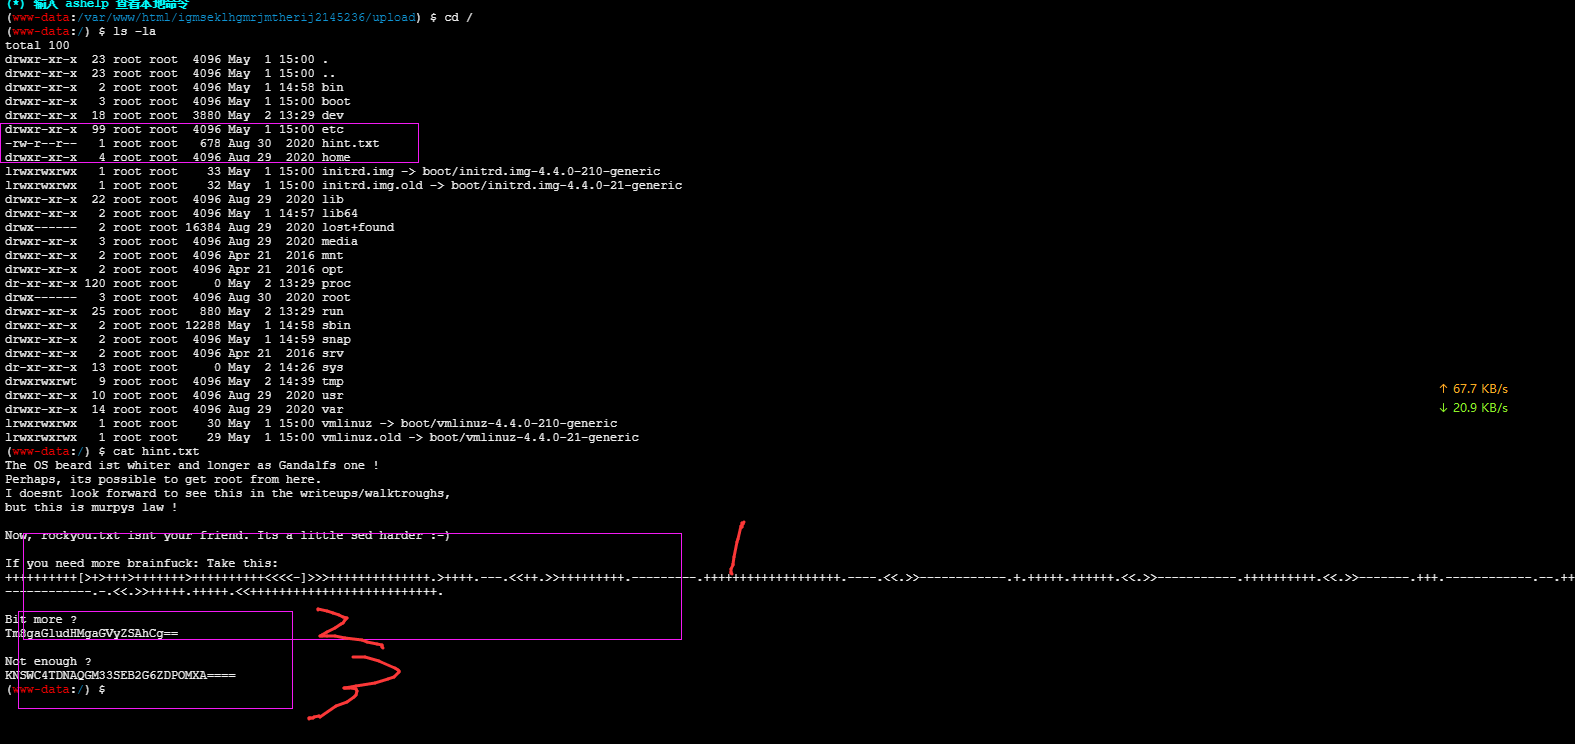 (*) 输入 ashelp 查看本地命令
(www-data:/var/www/html/igmseklhgmrjmtherij2145236/upload) $ cd /
(www-data:/) $ ls -la
total 100
drwxr-xr-x  23 root root  4096 May  1 15:00 .
drwxr-xr-x  23 root root  4096 May  1 15:00 ..
drwxr-xr-x   2 root root  4096 May  1 14:58 bin
drwxr-xr-x   3 root root  4096 May  1 15:00 boot
drwxr-xr-x  18 root root  3880 May  2 13:29 dev
drwxr-xr-x  99 root root  4096 May  1 15:00 etc
-rw-r--r--   1 root root   678 Aug 30  2020 hint.txt
drwxr-xr-x   4 root root  4096 Aug 29  2020 home
lrwxrwxrwx   1 root root    33 May  1 15:00 initrd.img -> boot/initrd.img-4.4.0-210-generic
lrwxrwxrwx   1 root root    32 May  1 15:00 initrd.img.old -> boot/initrd.img-4.4.0-21-generic
drwxr-xr-x  22 root root  4096 Aug 29  2020 lib
drwxr-xr-x   2 root root  4096 May  1 14:57 lib64
drwx------   2 root root 16384 Aug 29  2020 lost+found
drwxr-xr-x   3 root root  4096 Aug 29  2020 media
drwxr-xr-x   2 root root  4096 Apr 21  2016 mnt
drwxr-xr-x   2 root root  4096 Apr 21  2016 opt
dr-xr-xr-x 120 root root     0 May  2 13:29 proc
drwx------   3 root root  4096 Aug 30  2020 root
drwxr-xr-x  25 root root   880 May  2 13:29 run
drwxr-xr-x   2 root root 12288 May  1 14:58 sbin
drwxr-xr-x   2 root root  4096 May  1 14:59 snap
drwxr-xr-x   2 root root  4096 Apr 21  2016 srv
dr-xr-xr-x  13 root root     0 May  2 14:26 sys
drwxrwxrwt   9 root root  4096 May  2 14:39 tmp
↑ 67.7 KB/s
drwxr-xr-x  10 root root  4096 Aug 29  2020 usr
drwxr-xr-x  14 root root  4096 Aug 29  2020 var
↓ 20.9 KB/s
lrwxrwxrwx   1 root root    30 May  1 15:00 vmlinuz -> boot/vmlinuz-4.4.0-210-generic
lrwxrwxrwx   1 root root    29 May  1 15:00 vmlinuz.old -> boot/vmlinuz-4.4.0-21-generic
(www-data:/) $ cat hint.txt
The OS beard ist whiter and longer as Gandalfs one !
Perhaps, its possible to get root from here.
I doesnt look forward to see this in the writeups/walktroughs,
but this is murpys law !
Now, rockyou.txt isnt your friend. Its a little sed harder :-)
1
If you need more brainfuck: Take this:
++++++++++[>+>+++>+++++++>++++++++++<<<<-]>>>++++++++++++++.>++++.---.<<++.>>+++++++++.---------.+++++++++++++++++++.----.<<.>>------------.+.+++++.++++++.<<.>>-----------.++++++++++.<<.>>-------.+++.------------.--.++
------------.-.<<.>>+++++.+++++.<<++++++++++++++++++++++++++.
Bit more ?
2
Tm8gaGludHMgaGVyZSAhCg==
Not enough ?
3
KNSWC4TDNAQGM33SEB2G6ZDPOMXA====
(www-data:/) $